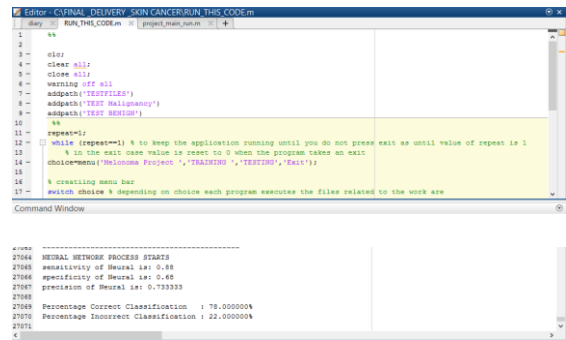 Editor - C:\FINAL _DELIVERY _SKIN CANCER\RUN_THIS_CODE.m
diary RUN_THIS_CODE.m project_main_run.m +
1 %%
2
3 - clc;
4 - clear all;
5 - close all;
6 - warning off all
7 - addpath('TESTFILES')
8 - addpath('TEST Malignancy')
9 - addpath('TEST BENIGN')
10 %%
11 - repeat=1;
12 - while (repeat==1) % to keep the application running until you do not press exit as until value of repeat is 1
13 % in the exit case value is reset to 0 when the program takes an exit
14 - choice=menu('Melonoma Project ','TRAINING ','TESTING','Exit');
15
16 % creatiing menu bar
17 - switch choice % depending on choice each program executes the files related to the work are
Command Window
27063 --------------------------------------------
27064 NEURAL NETWORK PROCESS STARTS
27065 sensitivity of Neural is: 0.88
27066 specificity of Neural is: 0.68
27067 precision of Neural is: 0.733333
27068
27069 Percentage Correct Classification : 78.000000%
27070 Percentage Incorrect Classification : 22.000000%
27071